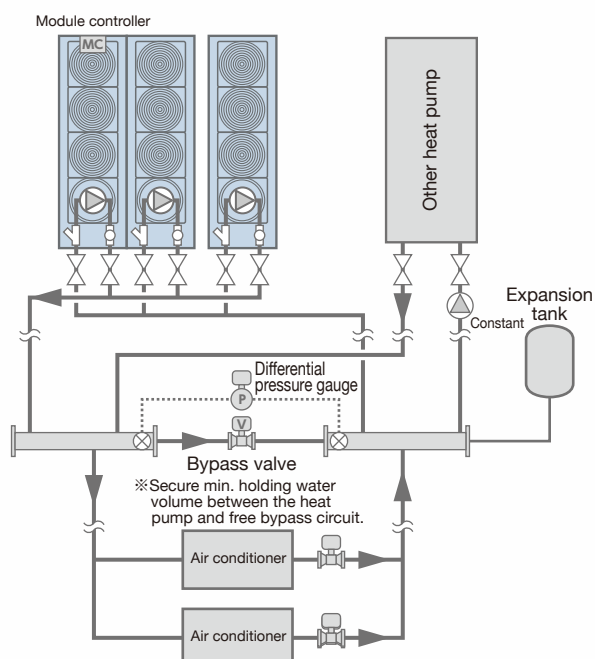 Module controller
MC
Other heat pump
Constant
Expansion
tank
Differential
pressure gauge
P
V
Bypass valve
※Secure min. holding water
volume between the heat
pump and free bypass circuit.
Air conditioner
Air conditioner